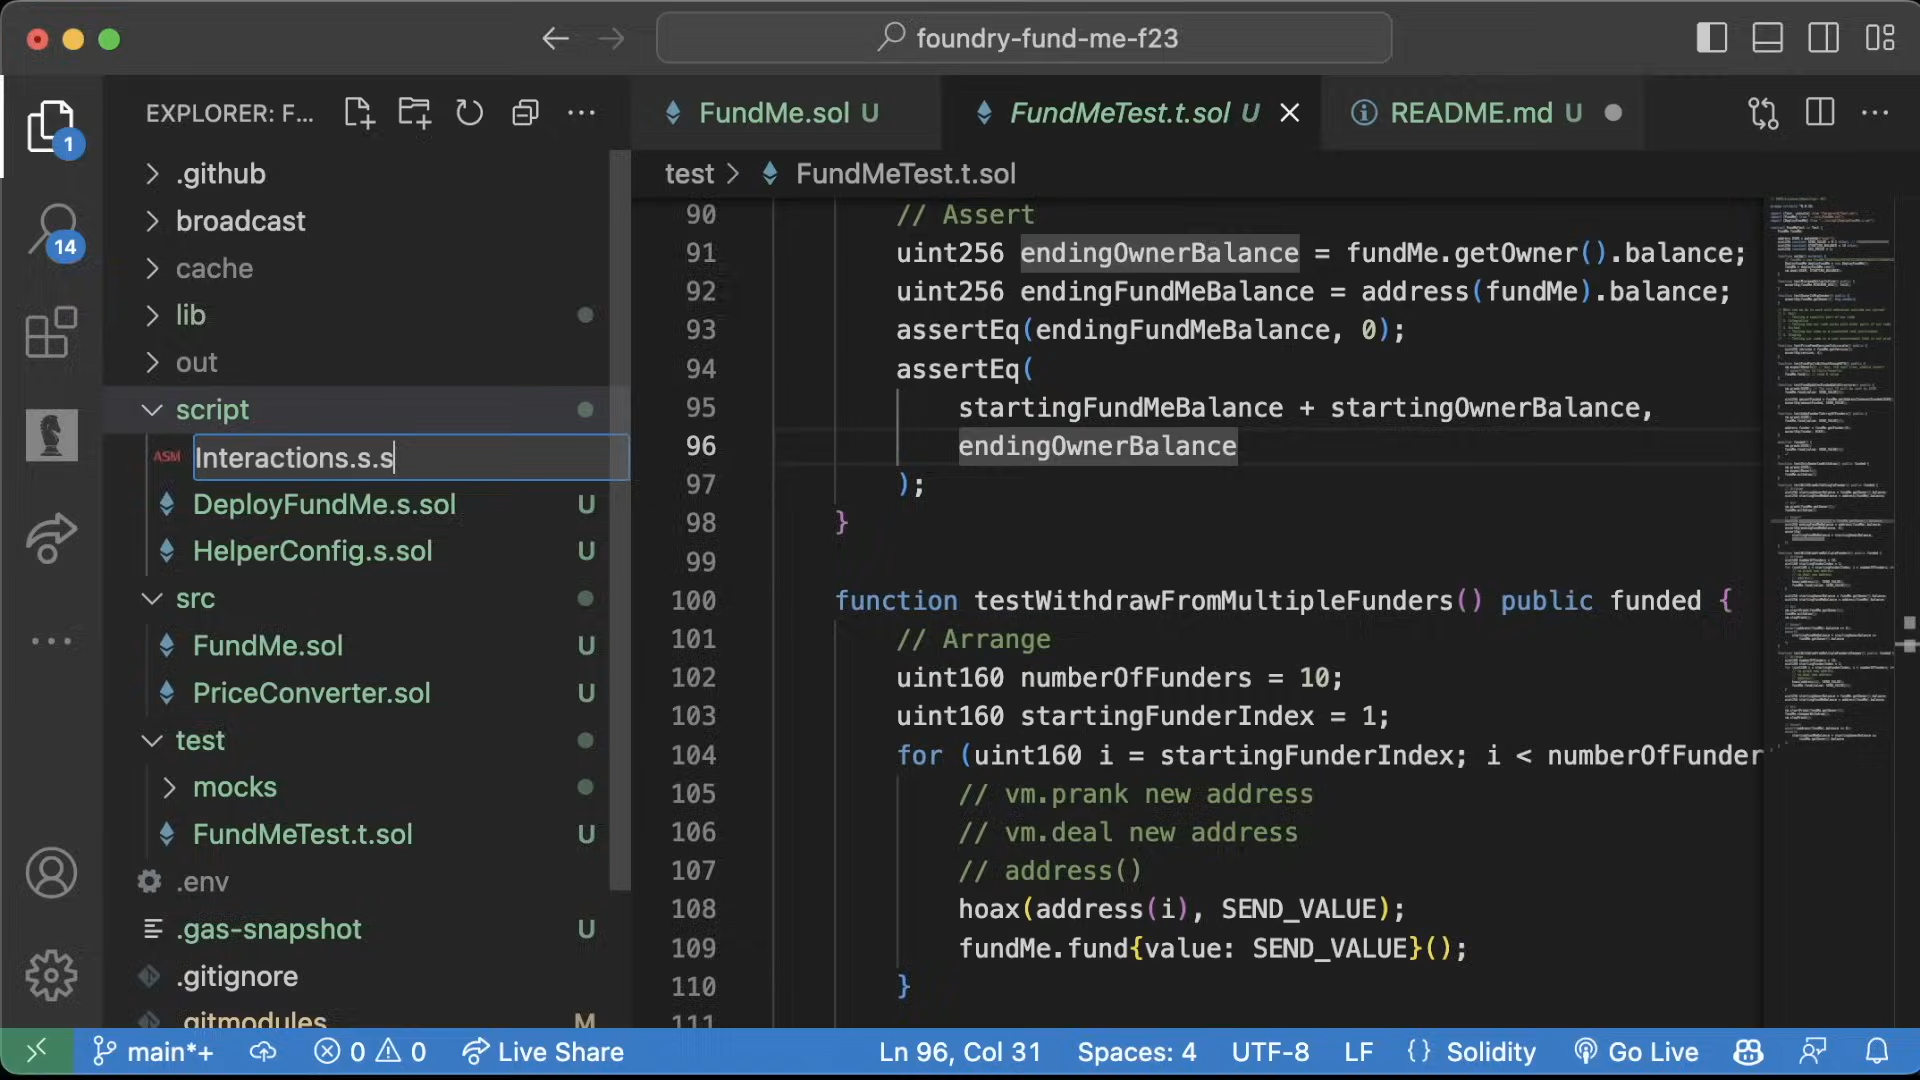 foundry-fund-me-f23
EXPLORER: F...
1
14
.github
broadcast
cache
lib
out
script
ASM Interactions.s.s
DeployFundMe.s.sol U
HelperConfig.s.sol U
src
FundMe.sol U
PriceConverter.sol U
test
mocks
FundMeTest.t.sol U
.env
.gas-snapshot U
.gitignore
.gitmodules M
FundMe.sol U
FundMeTest.t.sol U
README.md U
test > FundMeTest.t.sol
90 // Assert
91 uint256 endingOwnerBalance = fundMe.getOwner().balance;
92 uint256 endingFundMeBalance = address(fundMe).balance;
93 assertEq(endingFundMeBalance, 0);
94 assertEq(
95 startingFundMeBalance + startingOwnerBalance,
96 endingOwnerBalance
97 );
98 }
99
100 function testWithdrawFromMultipleFunders() public funded {
101 // Arrange
102 uint160 numberOfFunders = 10;
103 uint160 startingFunderIndex = 1;
104 for (uint160 i = startingFunderIndex; i < numberOfFunder
105 // vm.prank new address
106 // vm.deal new address
107 // address()
108 hoax(address(i), SEND_VALUE);
109 fundMe.fund{value: SEND_VALUE}();
110 }
111
main*+ 0 0 Live Share Ln 96, Col 31 Spaces: 4 UTF-8 LF {} Solidity Go Live